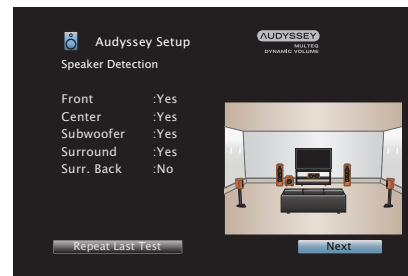 Audyssey Setup
AUDYSSEY
MULTEQ
DYNAMIC VOLUME
Speaker Detection
Front :Yes
Center :Yes
Subwoofer :Yes
Surround :Yes
Surr. Back :No
Repeat Last Test
Next